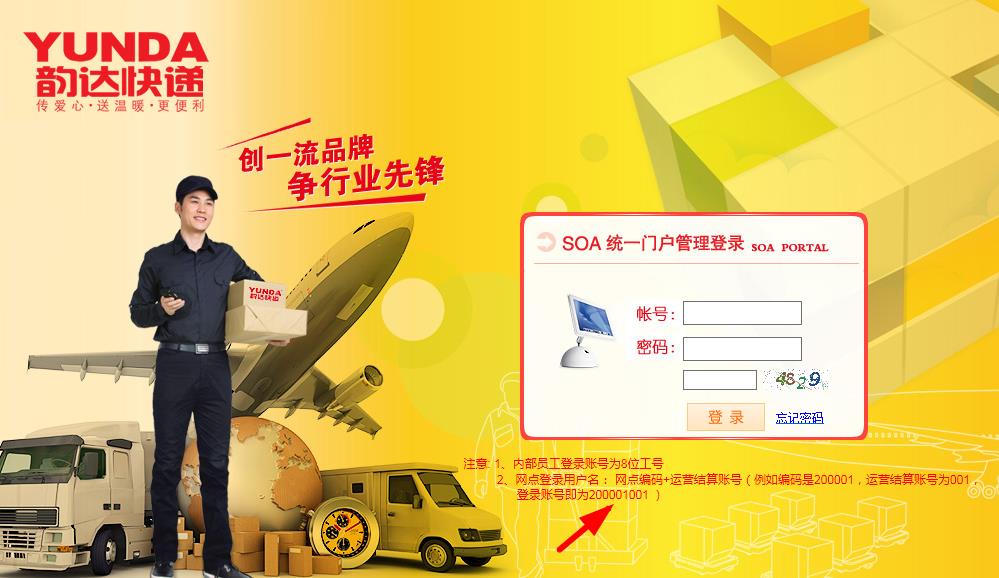 YUNDA
韵达快递
传爱心·送温暖·更便利
创一流品牌
争行业先锋
YUNDA
韵达快递
SOA 统一门户管理登录 SOA PORTAL
帐号：
密码：
4829
登 录 忘记密码
注意: 1、内部员工登录账号为8位工号
2、网点登录用户名： 网点编码+运营结算账号（例如编码是200001，运营结算账号为001，
登录账号即为200001001 ）